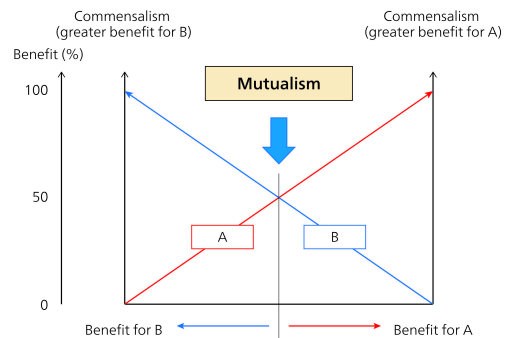 Commensalism
(greater benefit for B)
Commensalism
(greater benefit for A)
Benefit (%)
Mutualism
100
50
0
A
B
Benefit for B
Benefit for A